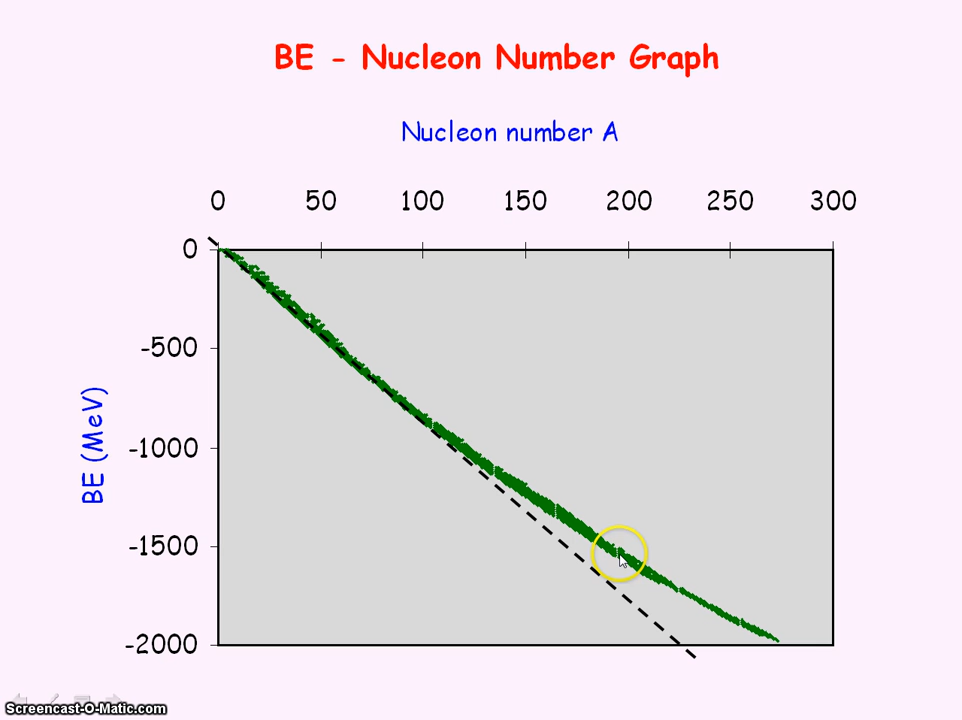 BE - Nucleon Number Graph
Nucleon number A
0 50 100 150 200 250 300
0
-500
-1000
-1500
-2000
BE (MeV)
Screencast-O-Matic.com